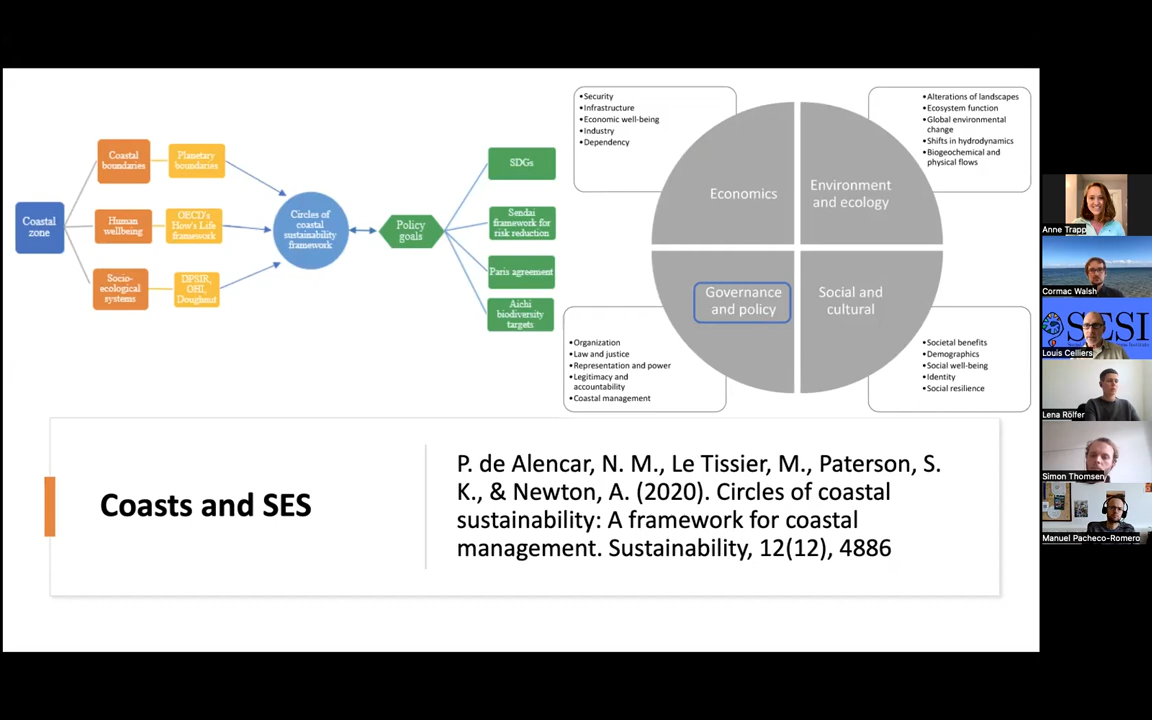 Coastal
zone
Coastal
boundaries
Planetary
boundaries
Human
wellbeing
OECD's
How's Life
framework
Socio-
ecological
systems
DPSIR,
OHI,
Doughnut
Circles of
coastal
sustainability
framework
Policy
goals
SDGs
Sendai
framework for
risk reduction
Paris agreement
Aichi
biodiversity
targets
•Security
•Infrastructure
•Economic well-being
•Industry
•Dependency
•Alterations of landscapes
•Ecosystem function
•Global environmental
change
•Shifts in hydrodynamics
•Biogeochemical and
physical flows
Economics
Environment
and ecology
Governance
and policy
Social and
cultural
•Organization
•Law and justice
•Representation and power
•Legitimacy and
accountability
•Coastal management
•Societal benefits
•Demographics
•Social well-being
•Identity
•Social resilience
Coasts and SES
P. de Alencar, N. M., Le Tissier, M., Paterson, S.
K., & Newton, A. (2020). Circles of coastal
sustainability: A framework for coastal
management. Sustainability, 12(12), 4886
Anne Trapp
Cormac Walsh
SESI
Louis Celliers
Lena Rölfer
Simon Thomsen
Manuel Pacheco-Romero